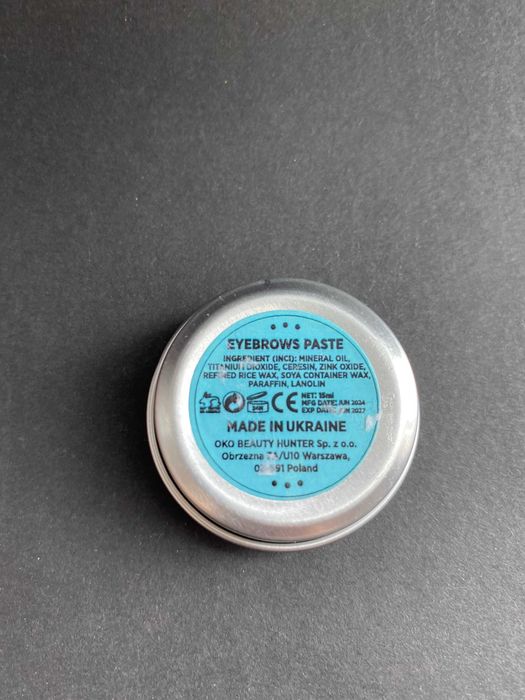 EYEBROWS PASTE
INGREDIENT (INCI): MINERAL OIL,
TITANIUM DIOXIDE, CERESIN, ZINK OXIDE,
REFINED RICE WAX, SOYA CONTAINER WAX,
PARAFFIN, LANOLIN
24M CE NET: 15ml
MFG DATE: JUN 2024
EXP DATE: JUN 2027
MADE IN UKRAINE
OKO BEAUTY HUNTER Sp. z o.o.
Obrzezna /U10 Warszawa,
Poland